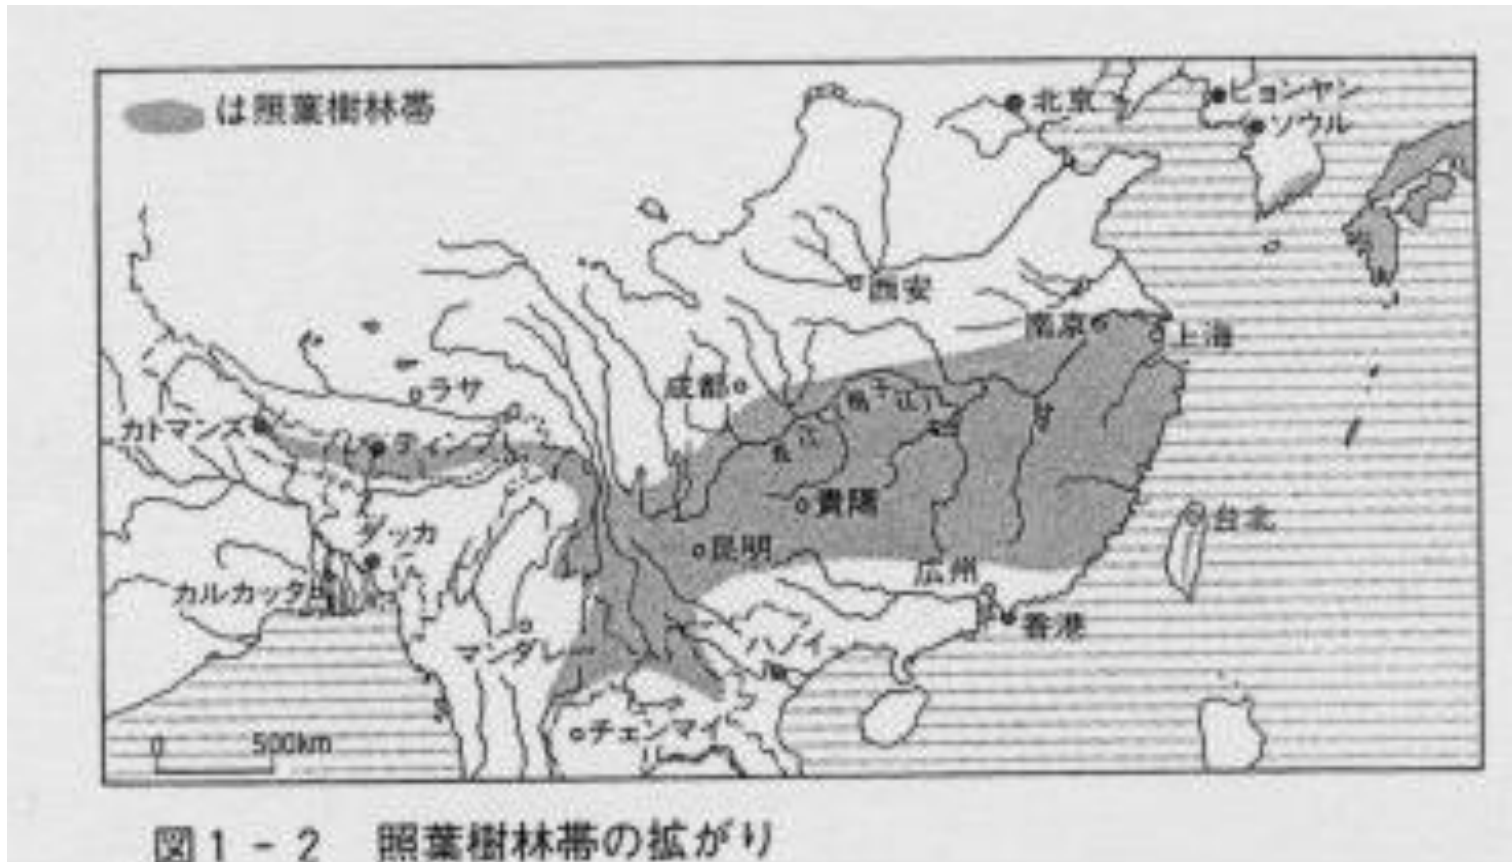 は照葉樹林帯
北京
ピョンヤン
ソウル
西安
南京
上海
成都
ラサ
カトマンズ
ティンプー
揚子江
貴陽
昆明
台北
ダッカ
広州
カルカッタ
香港
マンダレー
ハノイ
チェンマイ
0 500km
図1-2 照葉樹林帯の拡がり